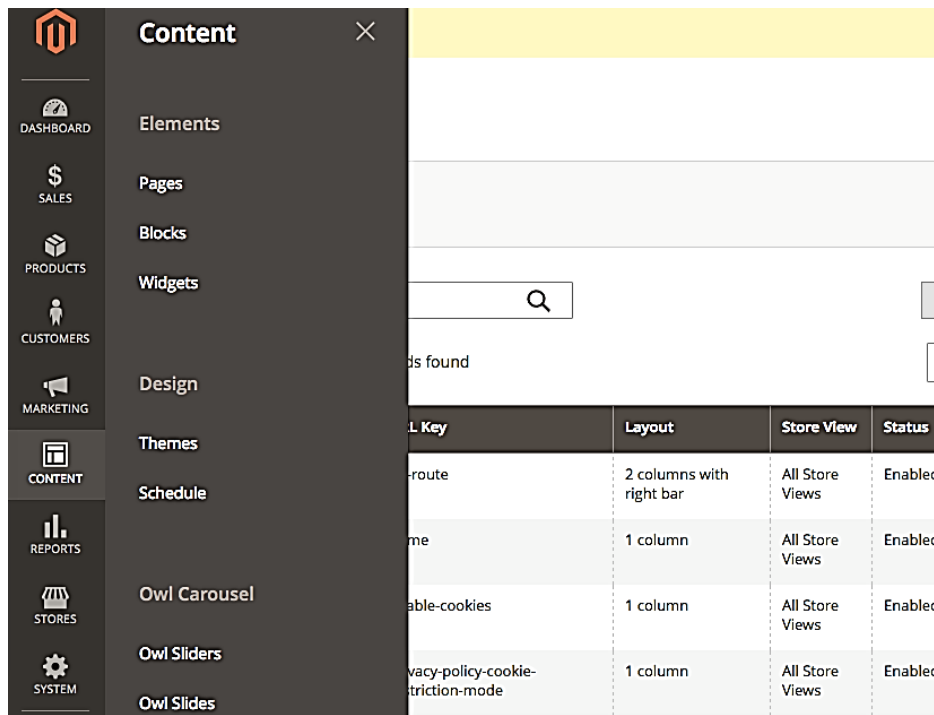 Content
DASHBOARD
SALES
PRODUCTS
CUSTOMERS
MARKETING
CONTENT
REPORTS
STORES
SYSTEM
Elements
Pages
Blocks
Widgets
Design
Themes
Schedule
Owl Carousel
Owl Sliders
Owl Slides
ds found
L Key Layout Store View Status
-route 2 columns with right bar All Store Views Enabled
me 1 column All Store Views Enabled
able-cookies 1 column All Store Views Enabled
vacy-policy-cookie-striction-mode 1 column All Store Views Enabled